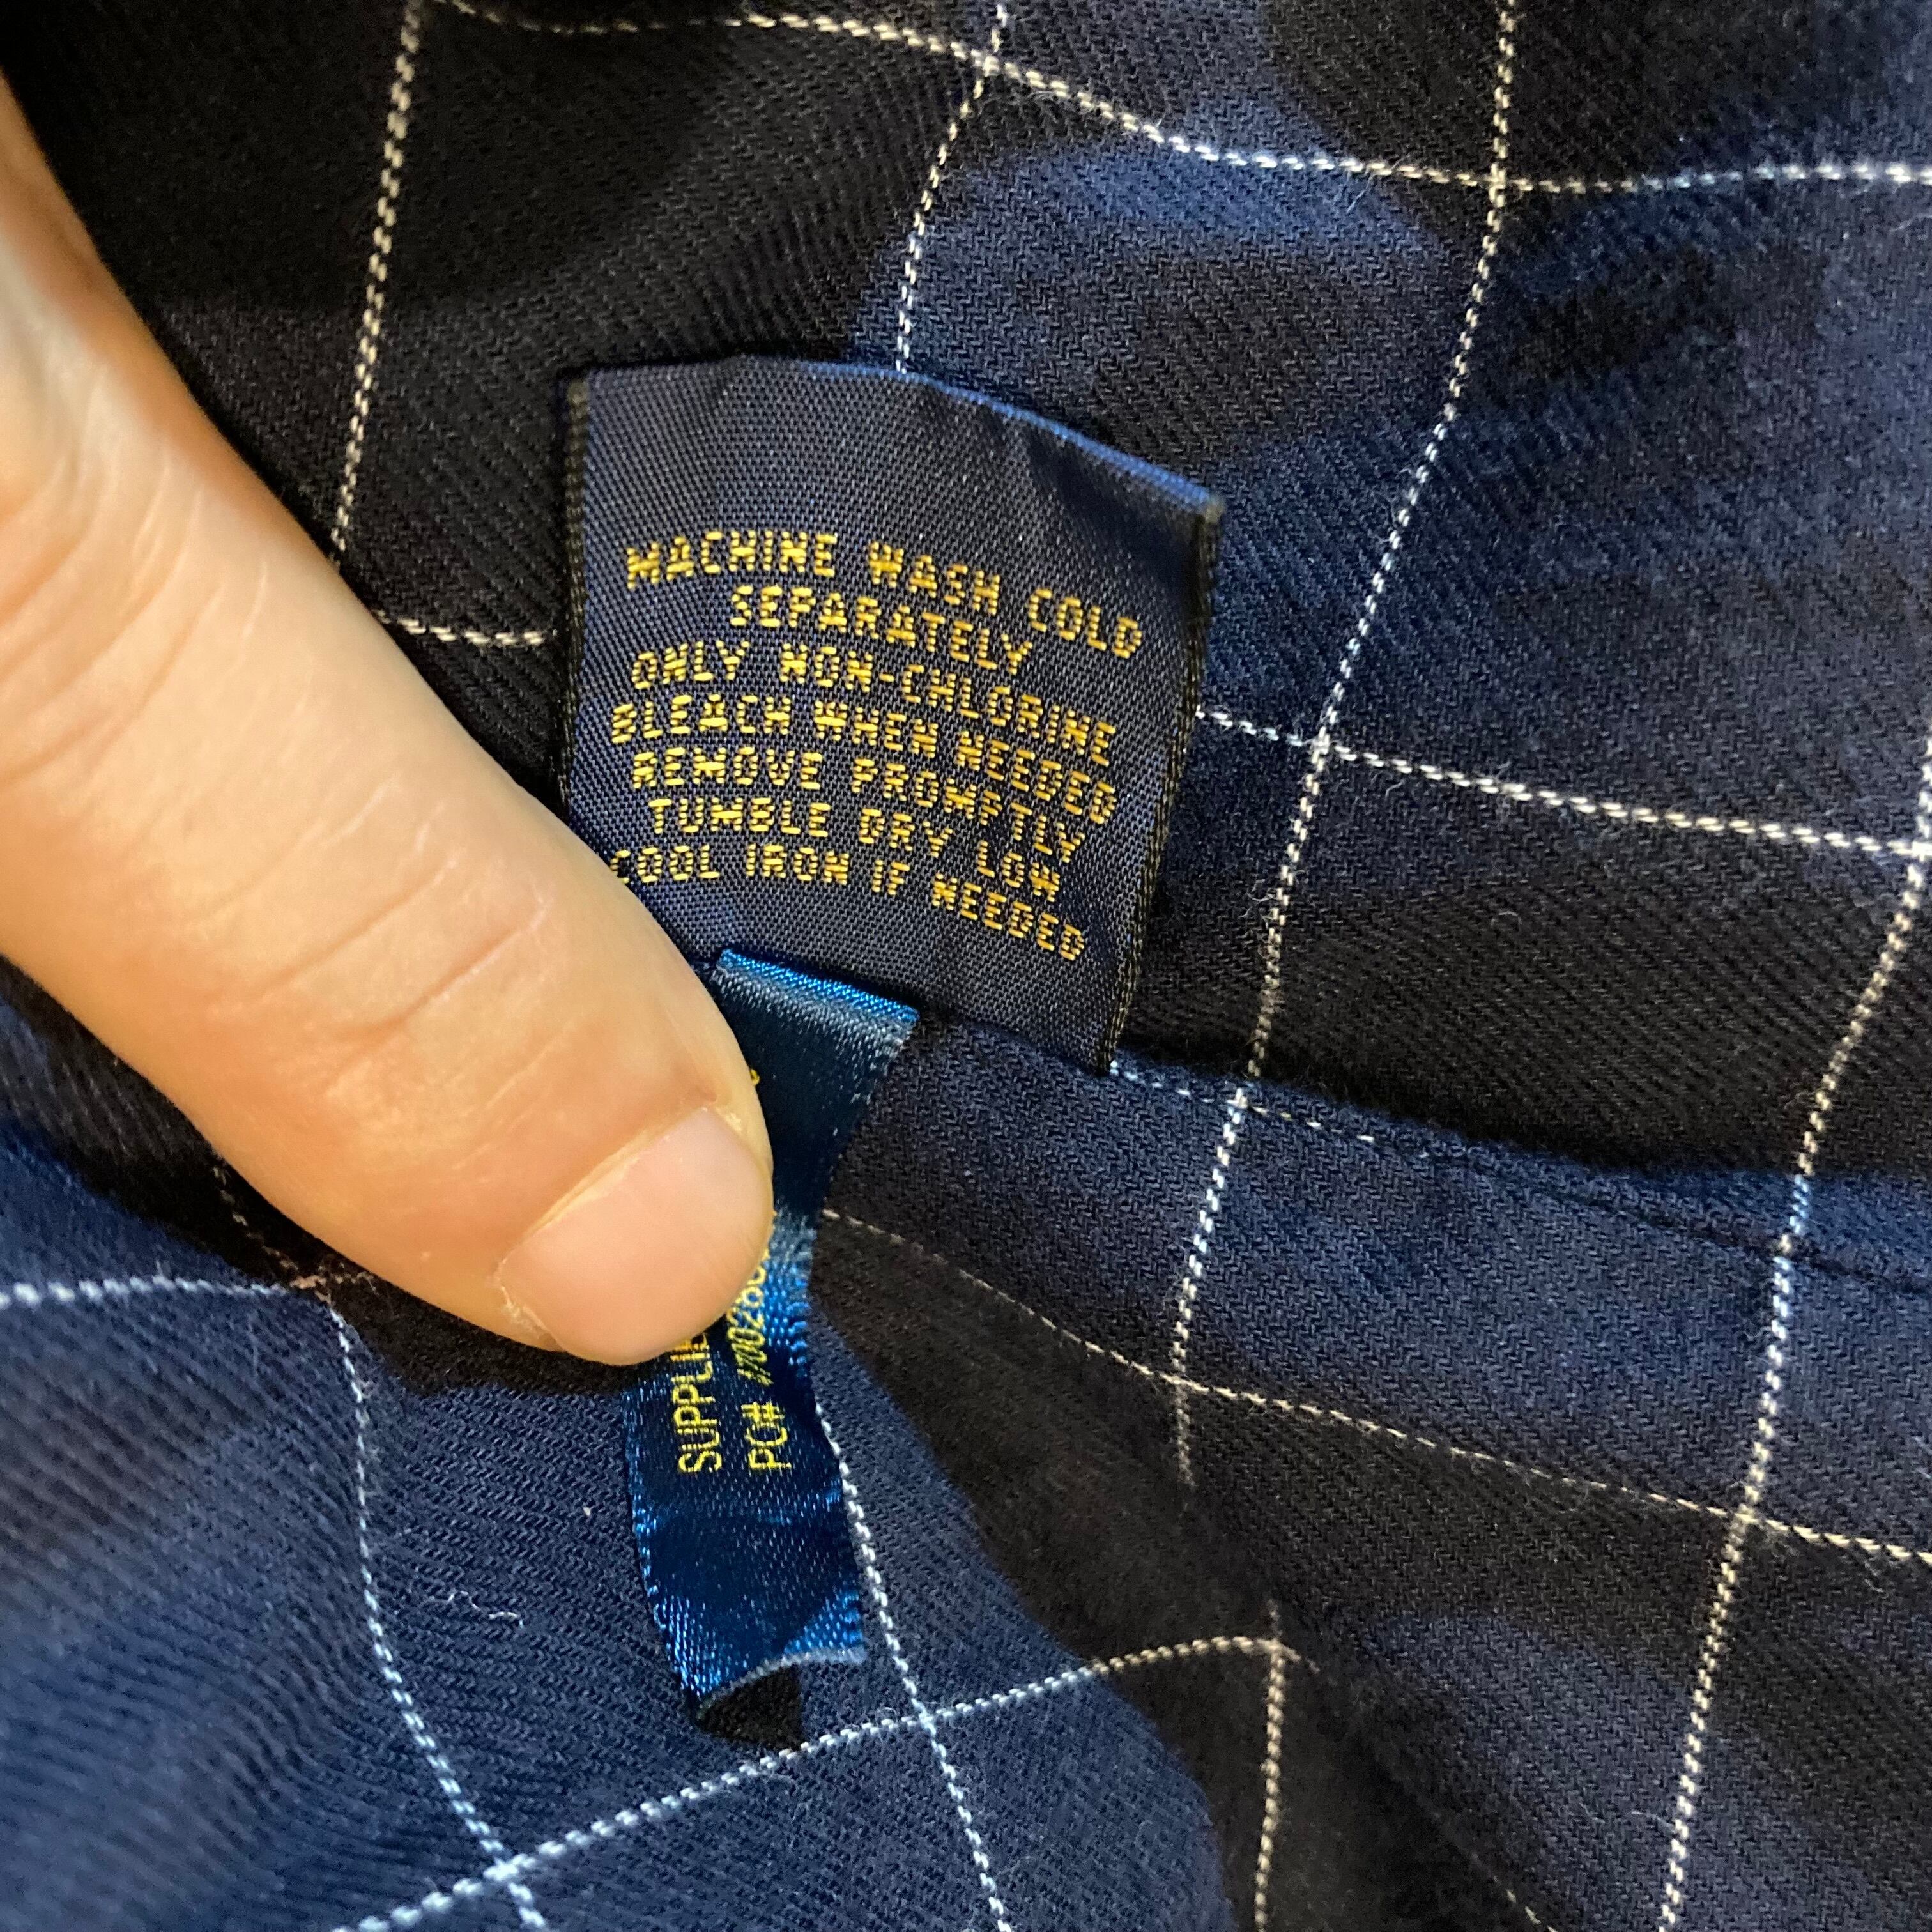 MACHINE WASH COLD
SEPARATELY
ONLY NON-CHLORINE
BLEACH WHEN NEEDED
REMOVE PROMPTLY
TUMBLE DRY LOW
COOL IRON IF NEEDED
PO#